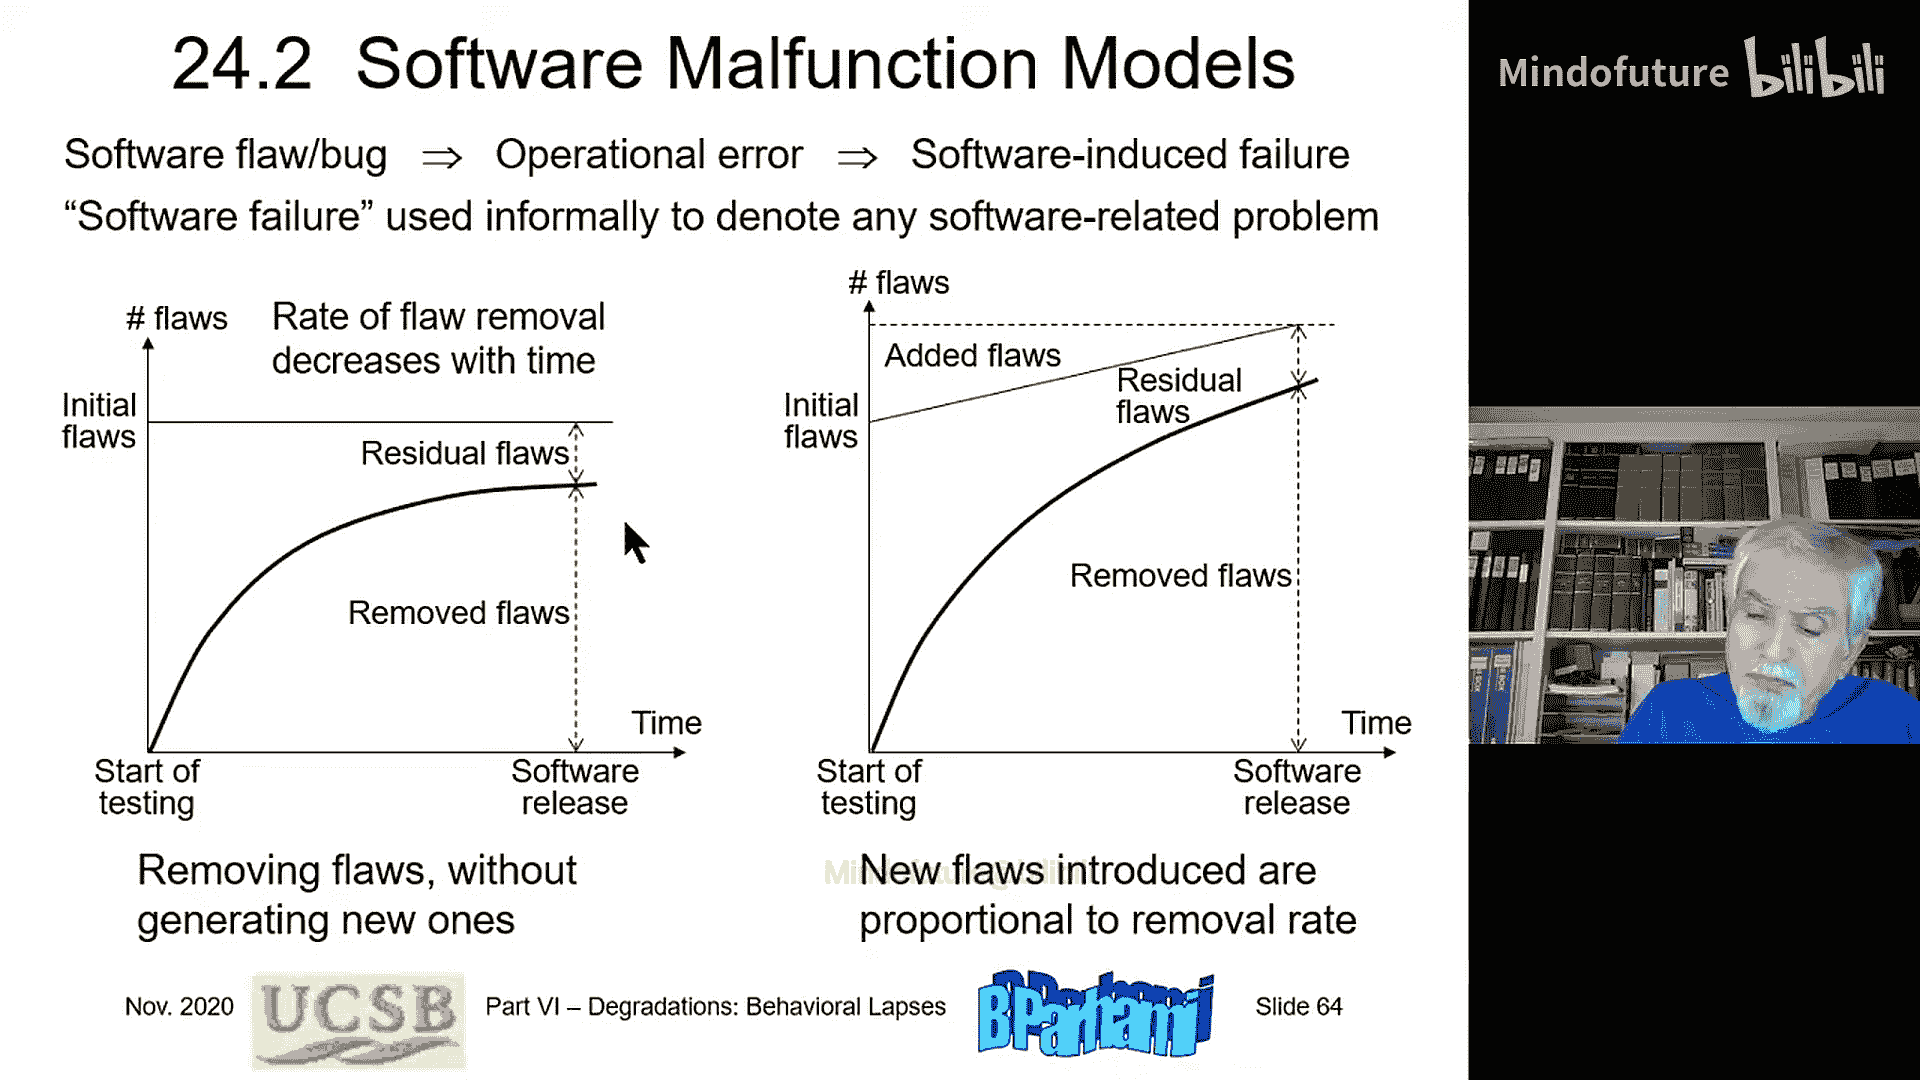 24.2 Software Malfunction Models
Software flaw/bug ⇒ Operational error ⇒ Software-induced failure
“Software failure” used informally to denote any software-related problem
# flaws
Rate of flaw removal
decreases with time
Initial
flaws
Residual flaws
Removed flaws
Time
Start of
testing
Software
release
Removing flaws, without
generating new ones
# flaws
Added flaws
Initial
flaws
Residual
flaws
Removed flaws
Time
Start of
testing
Software
release
New flaws introduced are
proportional to removal rate
Nov. 2020
UCSB
Part VI – Degradations: Behavioral Lapses
B Parhami
Slide 64
Mindofuture bilibili